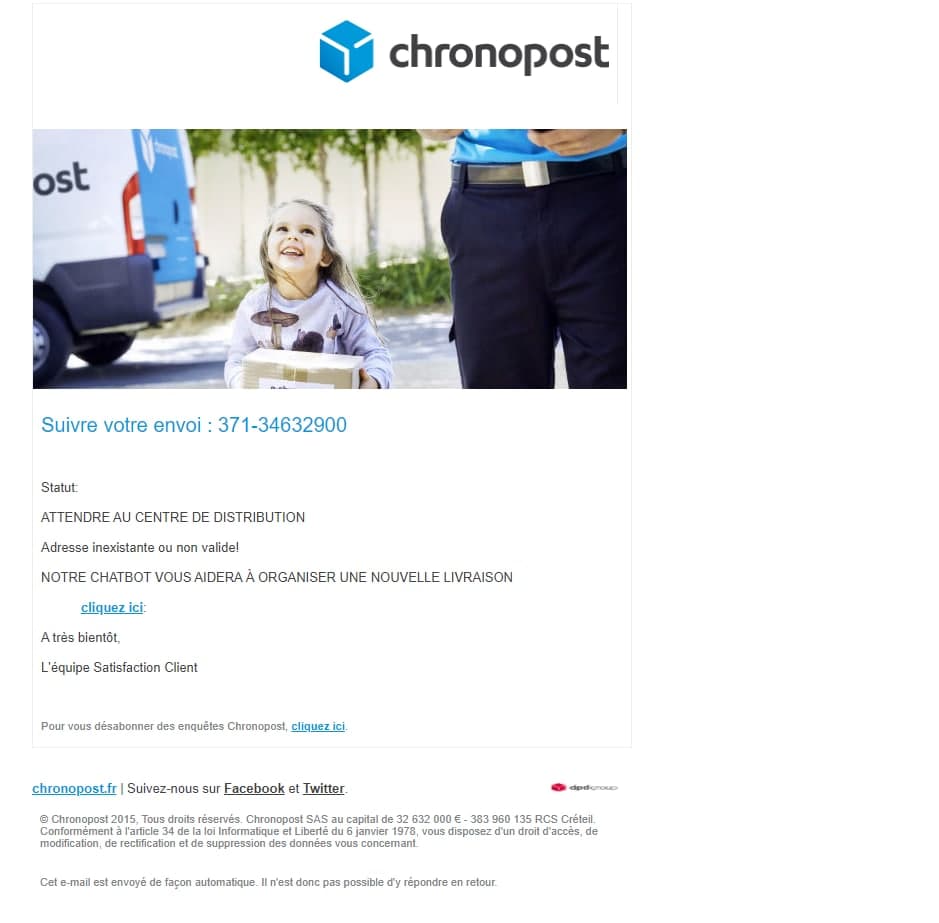 chronopost
ost
chronopost
Suivre votre envoi : 371-34632900
Statut:
ATTENDRE AU CENTRE DE DISTRIBUTION
Adresse inexistante ou non valide!
NOTRE CHATBOT VOUS AIDERA À ORGANISER UNE NOUVELLE LIVRAISON
cliquez ici:
A très bientôt,
L'équipe Satisfaction Client
Pour vous désabonner des enquêtes Chronopost, cliquez ici.
chronopost.fr | Suivez-nous sur Facebook et Twitter.
dpdgroup
© Chronopost 2015, Tous droits réservés. Chronopost SAS au capital de 32 632 000 € - 383 960 135 RCS Créteil.
Conformément à l'article 34 de la loi Informatique et Liberté du 6 janvier 1978, vous disposez d'un droit d'accès, de
modification, de rectification et de suppression des données vous concernant.
Cet e-mail est envoyé de façon automatique. Il n'est donc pas possible d'y répondre en retour.